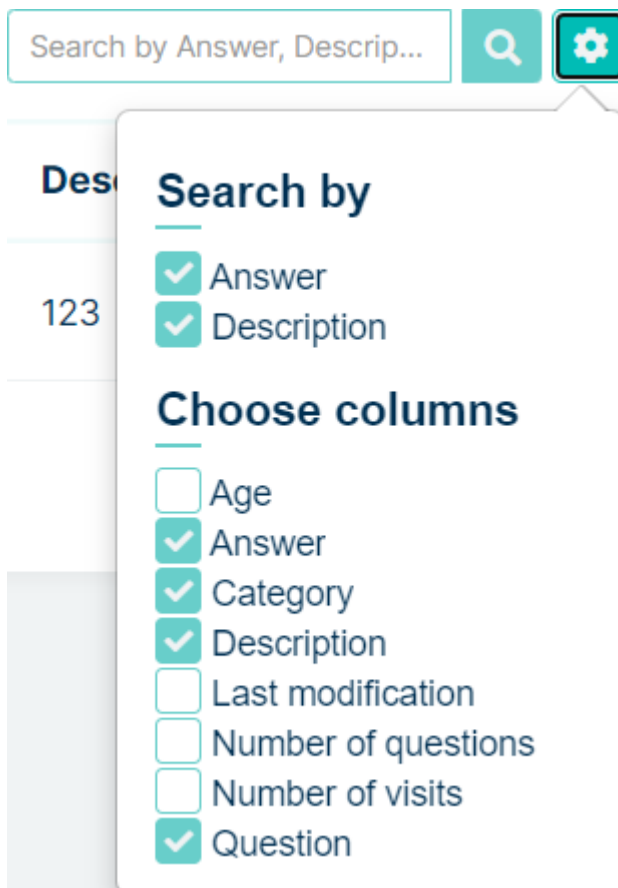 Search by Answer, Descrip...
Des
Search by
123
Answer
Description
Choose columns
Age
Answer
Category
Description
Last modification
Number of questions
Number of visits
Question